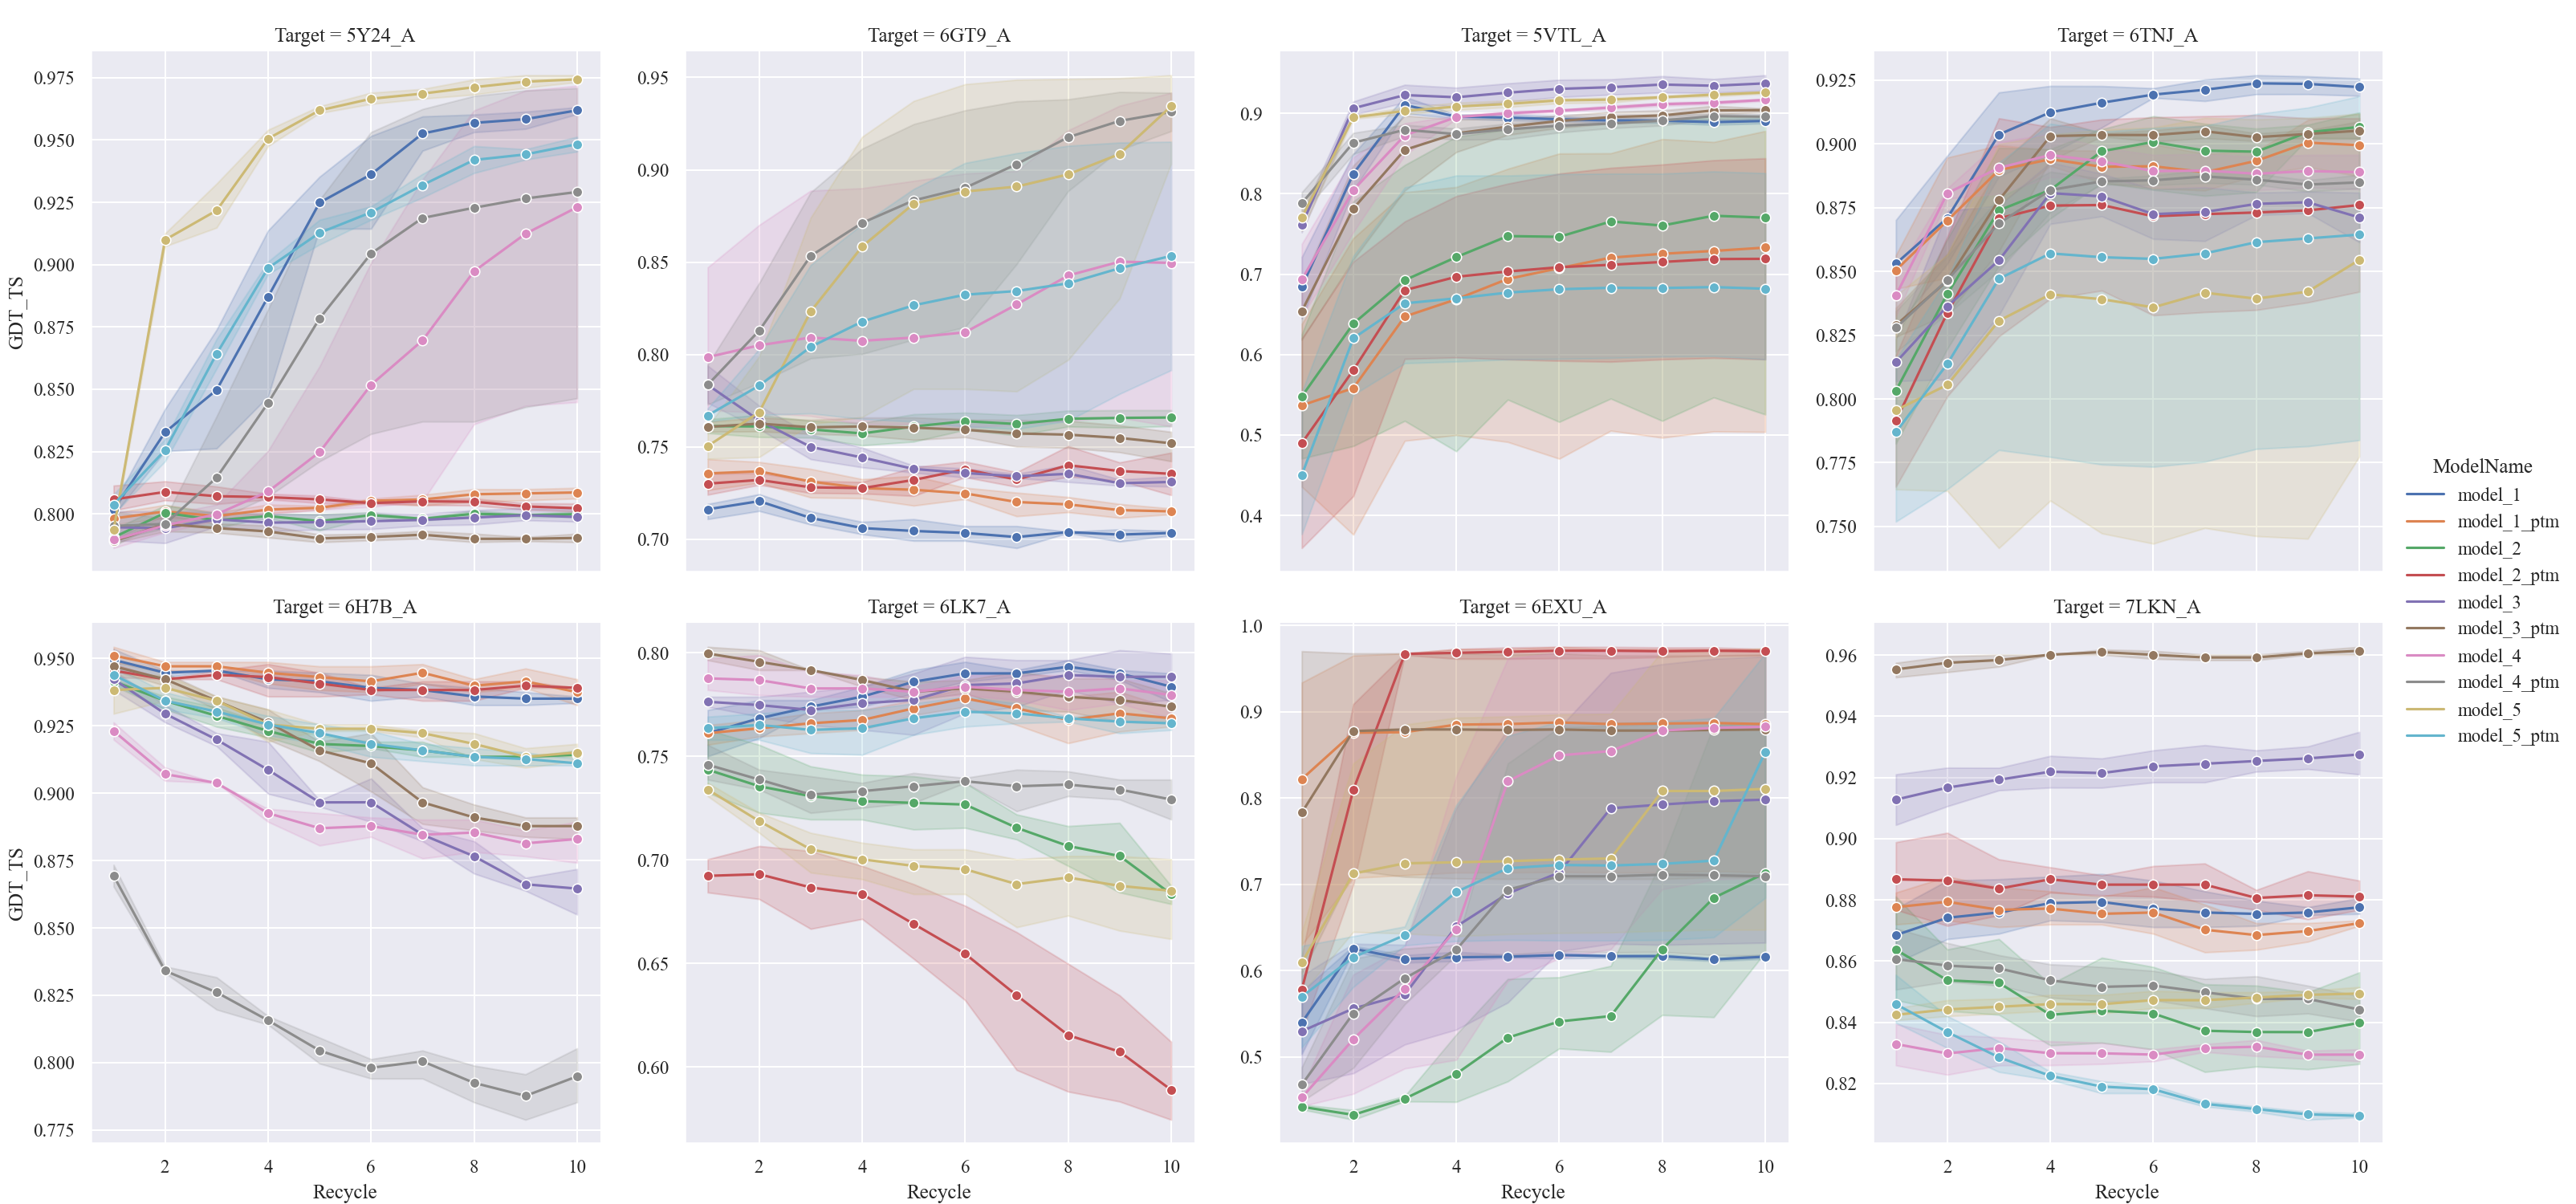 Target = 5Y24_A
Target = 6GT9_A
Target = 5VTL_A
Target = 6TNJ_A
GDT_TS
0.975
0.950
0.925
0.900
0.875
0.850
0.825
0.800
0.95
0.90
0.85
0.80
0.75
0.70
0.9
0.8
0.7
0.6
0.5
0.4
0.925
0.900
0.875
0.850
0.825
0.800
0.775
0.750
Target = 6H7B_A
Target = 6LK7_A
Target = 6EXU_A
Target = 7LKN_A
GDT_TS
0.950
0.925
0.900
0.875
0.850
0.825
0.800
0.775
0.80
0.75
0.70
0.65
0.60
1.0
0.9
0.8
0.7
0.6
0.5
0.96
0.94
0.92
0.90
0.88
0.86
0.84
0.82
2 4 6 8 10
2 4 6 8 10
2 4 6 8 10
2 4 6 8 10
Recycle
Recycle
Recycle
Recycle
ModelName
model_1
model_1_ptm
model_2
model_2_ptm
model_3
model_3_ptm
model_4
model_4_ptm
model_5
model_5_ptm